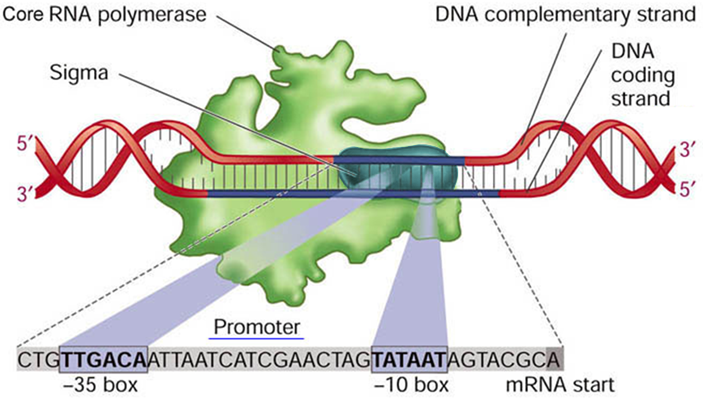 Core RNA polymerase
DNA complementary strand
Sigma
DNA
coding
strand
5′
3′
3′
5′
Promoter
CTGTTGACAATTAATCATCGAACTAGTATAATAGTACGCA
–35 box
–10 box
mRNA start